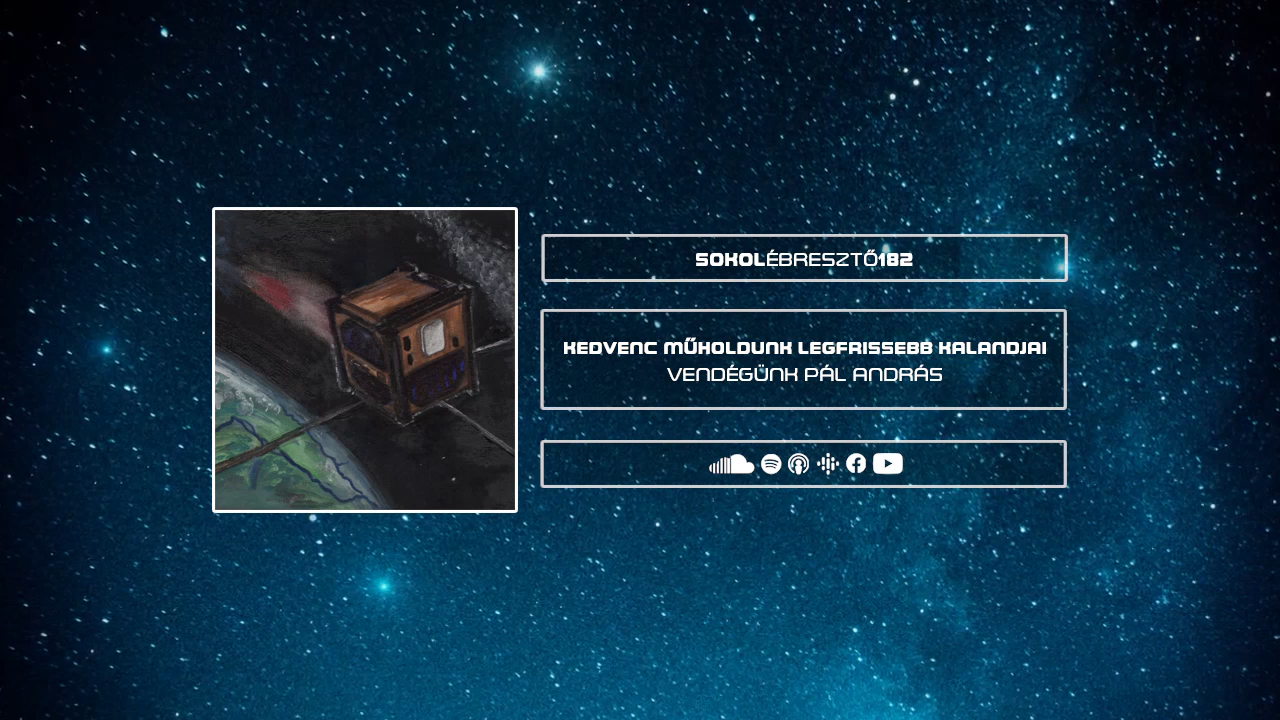 SOKOLÉBRESZTŐ182
KEDVENC MŰHOLDUNK LEGFRISSEBB KALANDJAI
VENDÉGÜNK PÁL ANDRÁS